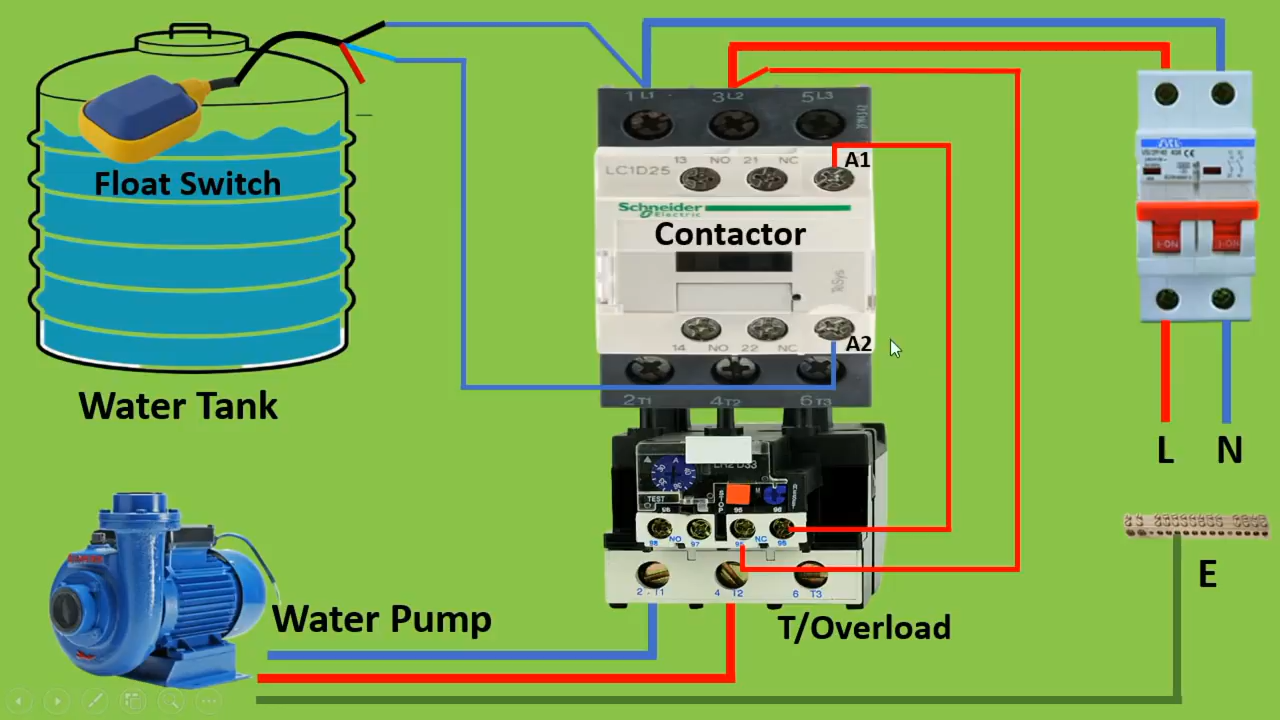 1 L1
3 L2
5 L3
13 NO
21 NC
A1
LC1D25
Schneider
Electric
Contactor
TeSys
A2
14 NO
22 NC
2 T1
4 T2
6 T3
Float Switch
Water Tank
I-ON
I-ON
L
N
E
TEST
STOP
98
NO
97
95
NC
96
2 T1
4 T2
6 T3
T/Overload
Water Pump